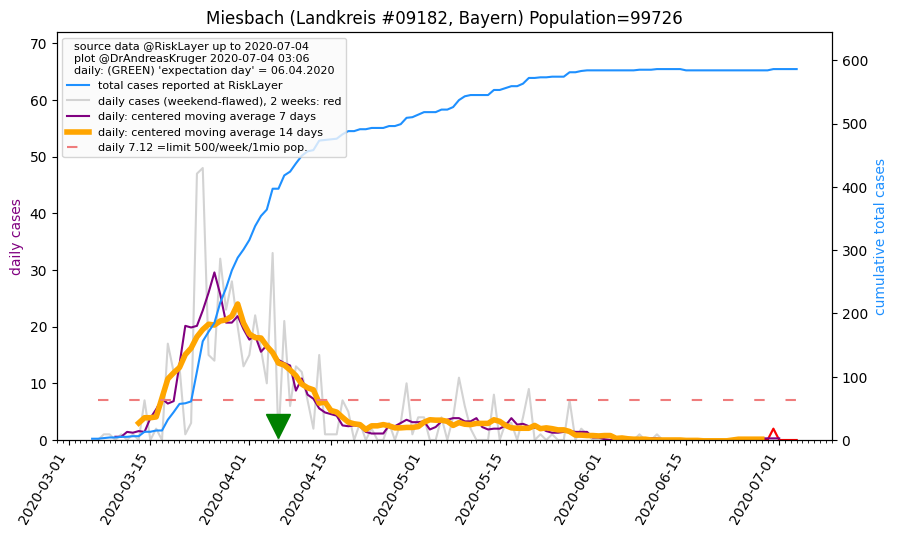 Miesbach (Landkreis #09182, Bayern) Population=99726
source data @RiskLayer up to 2020-07-04
plot @DrAndreasKruger 2020-07-04 03:06
daily: (GREEN) 'expectation day' = 06.04.2020
total cases reported at RiskLayer
daily cases (weekend-flawed), 2 weeks: red
daily: centered moving average 7 days
daily: centered moving average 14 days
daily 7.12 =limit 500/week/1mio pop.
daily cases
70
60
50
40
30
20
10
0
cumulative total cases
600
500
400
300
200
100
0
2020-03-01
2020-03-15
2020-04-01
2020-04-15
2020-05-01
2020-05-15
2020-06-01
2020-06-15
2020-07-01